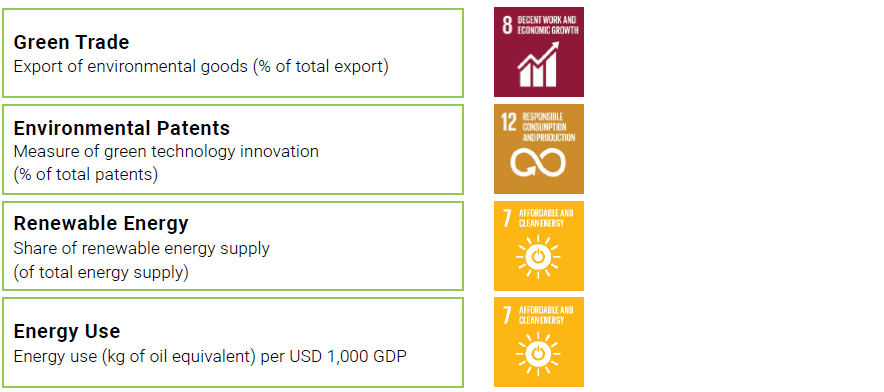 Green Trade
Export of environmental goods (% of total export)
8 DECENT WORK AND
ECONOMIC GROWTH
Environmental Patents
Measure of green technology innovation
(% of total patents)
12 RESPONSIBLE
CONSUMPTION
AND PRODUCTION
Renewable Energy
Share of renewable energy supply
(of total energy supply)
7 AFFORDABLE AND
CLEAN ENERGY
Energy Use
Energy use (kg of oil equivalent) per USD 1,000 GDP
7 AFFORDABLE AND
CLEAN ENERGY